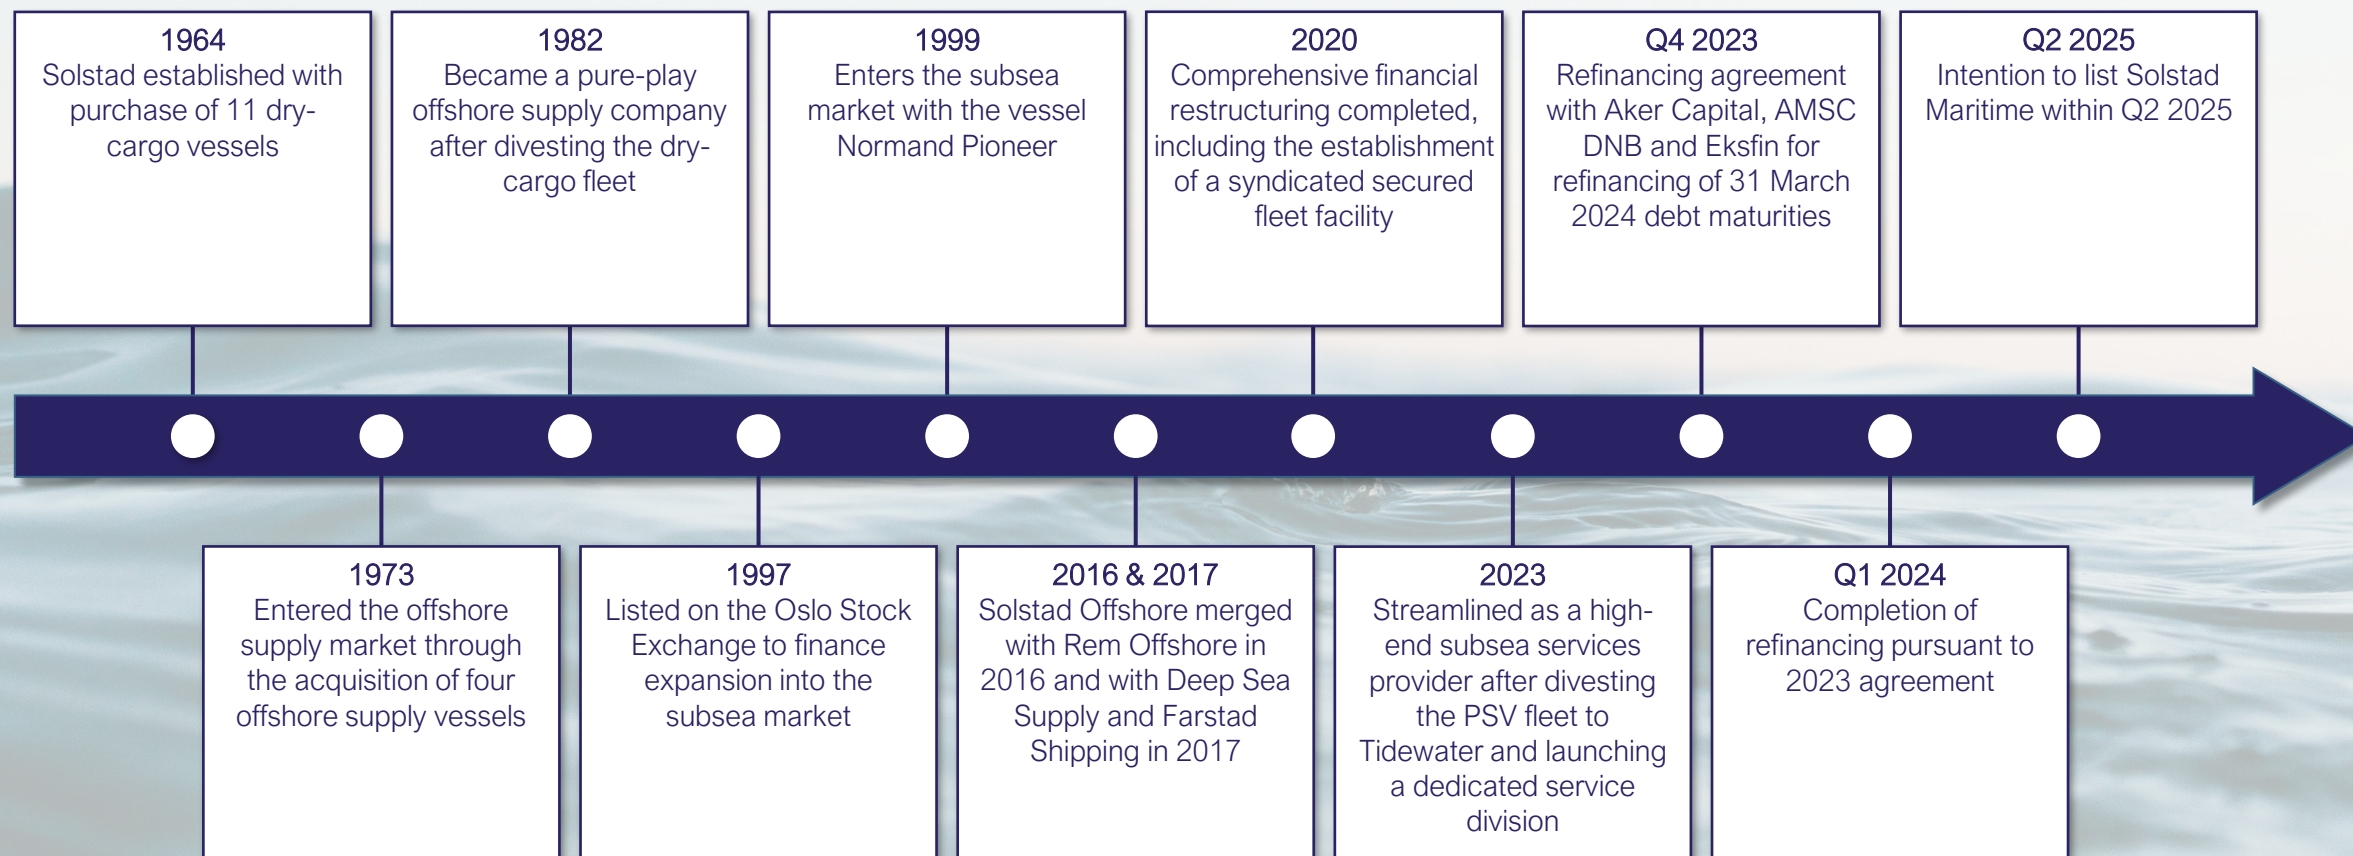 1964
Solstad established with
purchase of 11 dry-
cargo vessels
1982
Became a pure-play
offshore supply company
after divesting the dry-
cargo fleet
1999
Enters the subsea
market with the vessel
Normand Pioneer
2020
Comprehensive financial
restructuring completed,
including the establishment
of a syndicated secured
fleet facility
Q4 2023
Refinancing agreement
with Aker Capital, AMSC
DNB and Eksfin for
refinancing of 31 March
2024 debt maturities
Q2 2025
Intention to list Solstad
Maritime within Q2 2025
1973
Entered the offshore
supply market through
the acquisition of four
offshore supply vessels
1997
Listed on the Oslo Stock
Exchange to finance
expansion into the
subsea market
2016 & 2017
Solstad Offshore merged
with Rem Offshore in
2016 and with Deep Sea
Supply and Farstad
Shipping in 2017
2023
Streamlined as a high-
end subsea services
provider after divesting
the PSV fleet to
Tidewater and launching
a dedicated service
division
Q1 2024
Completion of
refinancing pursuant to
2023 agreement